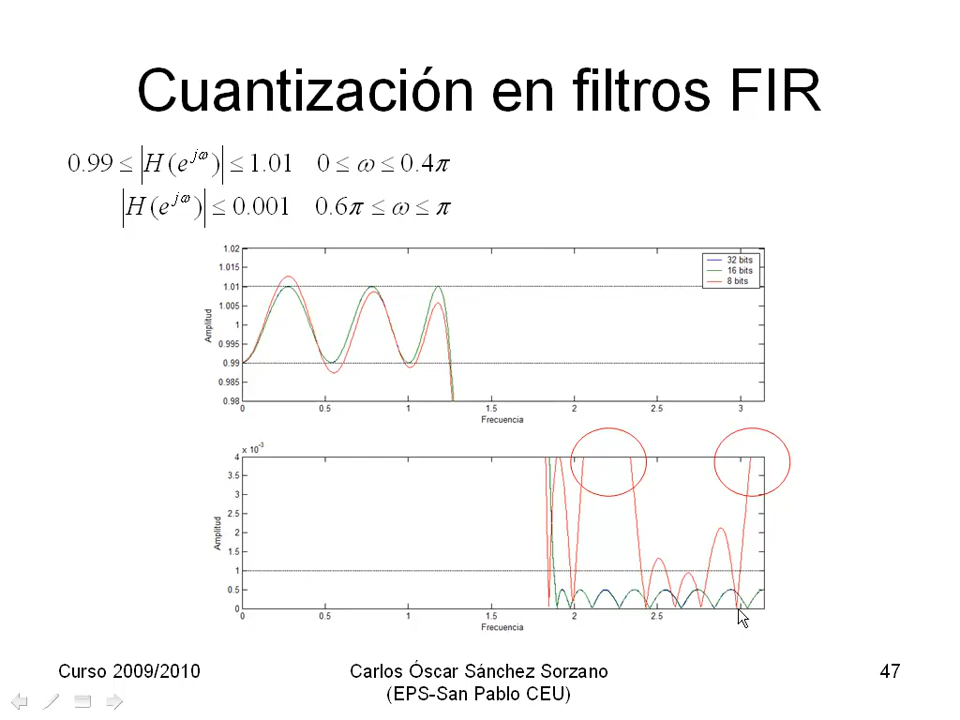 Cuantización en filtros FIR
0.99 ≤ |H(e^{jω})| ≤ 1.01   0 ≤ ω ≤ 0.4π
|H(e^{jω})| ≤ 0.001   0.6π ≤ ω ≤ π
1.02
1.015
1.01
1.005
1
0.995
0.99
0.985
0.98
Amplitud
32 bits
16 bits
8 bits
0 0.5 1 1.5 2 2.5 3
Frecuencia
x 10^{-3}
4
3.5
3
2.5
2
1.5
1
0.5
0
Amplitud
0 0.5 1 1.5 2 2.5 3
Frecuencia
Curso 2009/2010
Carlos Óscar Sánchez Sorzano
(EPS-San Pablo CEU)
47